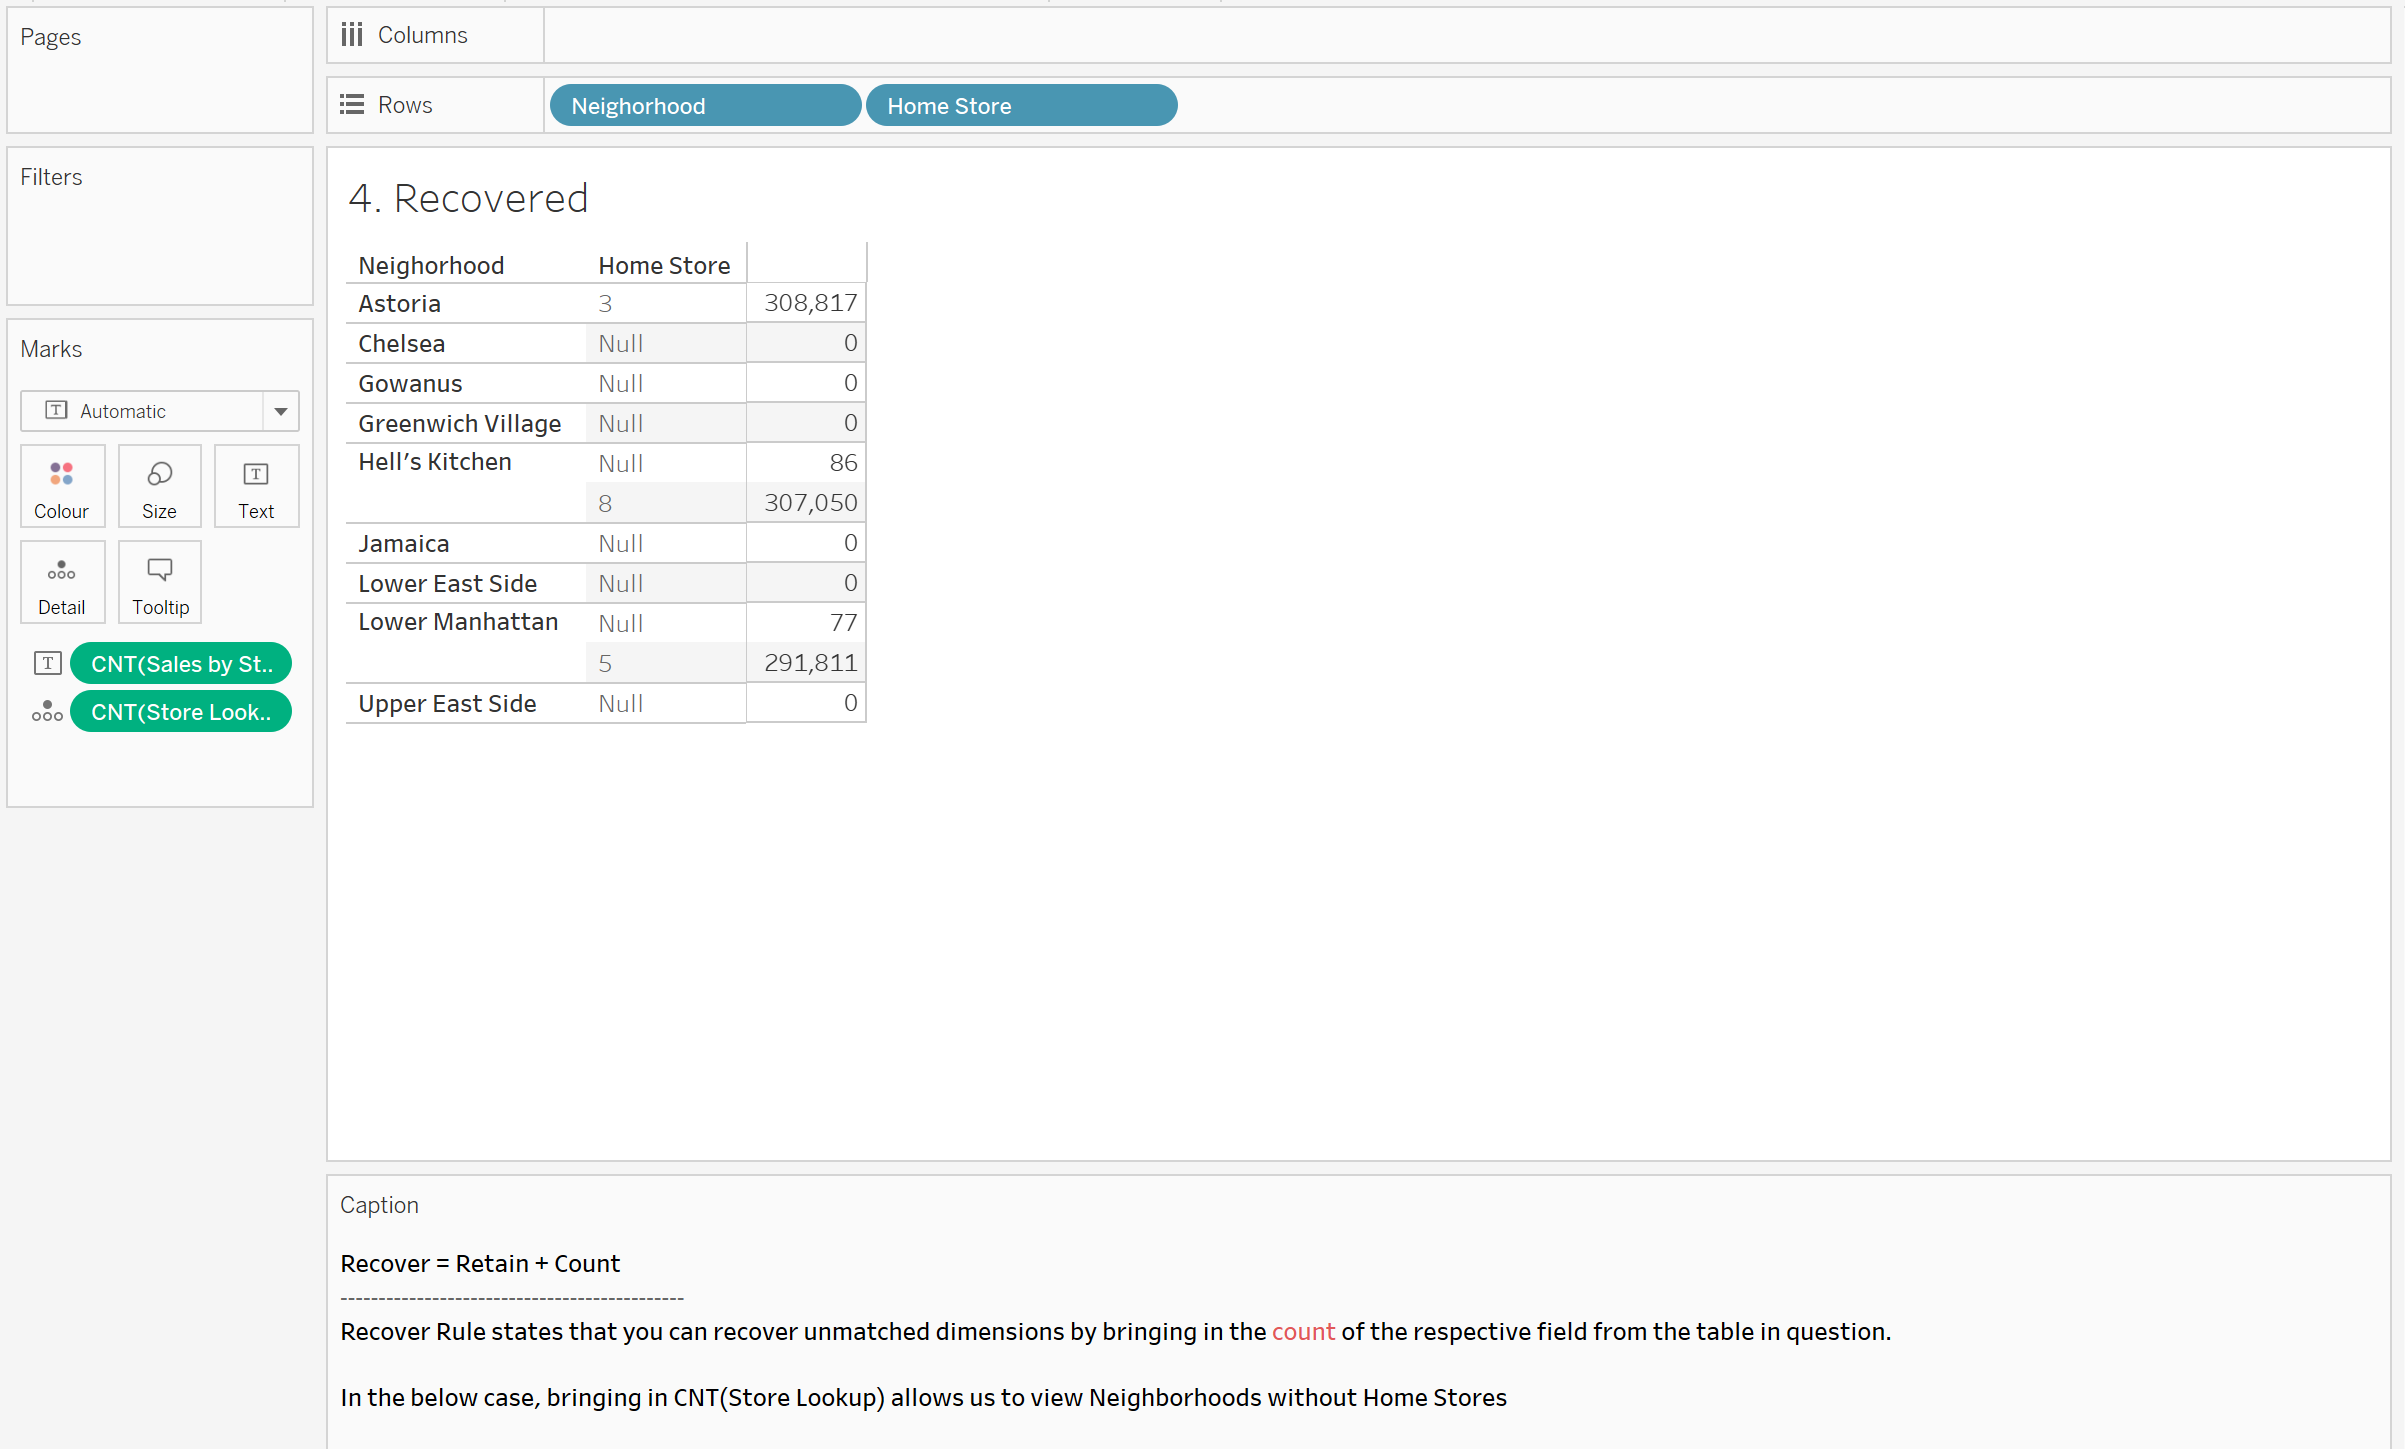 Pages
Columns
Rows
Neighorhood
Home Store
Filters
4. Recovered
Neighorhood Home Store
Astoria 3 308,817
Chelsea Null 0
Gowanus Null 0
Greenwich Village Null 0
Hell's Kitchen Null 86
8 307,050
Jamaica Null 0
Lower East Side Null 0
Lower Manhattan Null 77
5 291,811
Upper East Side Null 0
Marks
T Automatic
Colour
Size
T
Text
Detail
Tooltip
T CNT(Sales by St..
CNT(Store Look..
Caption
Recover = Retain + Count
---------------------------------------------
Recover Rule states that you can recover unmatched dimensions by bringing in the count of the respective field from the table in question.
In the below case, bringing in CNT(Store Lookup) allows us to view Neighborhoods without Home Stores